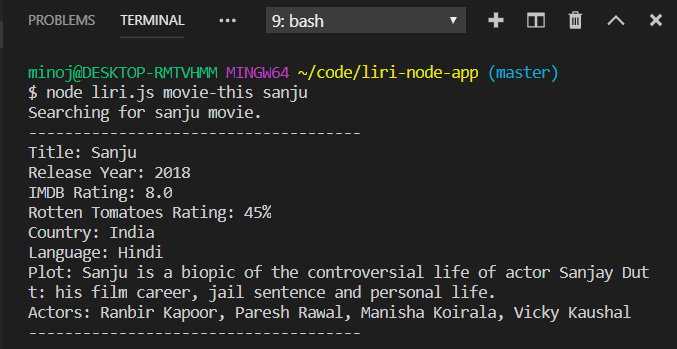 PROBLEMS TERMINAL 9: bash
minoj@DESKTOP-RMTVHMM MINGW64 ~/code/liri-node-app (master)
$ node liri.js movie-this sanju
Searching for sanju movie.
------------------------------------
Title: Sanju
Release Year: 2018
IMDB Rating: 8.0
Rotten Tomatoes Rating: 45%
Country: India
Language: Hindi
Plot: Sanju is a biopic of the controversial life of actor Sanjay Dut
t: his film career, jail sentence and personal life.
Actors: Ranbir Kapoor, Paresh Rawal, Manisha Koirala, Vicky Kaushal
------------------------------------